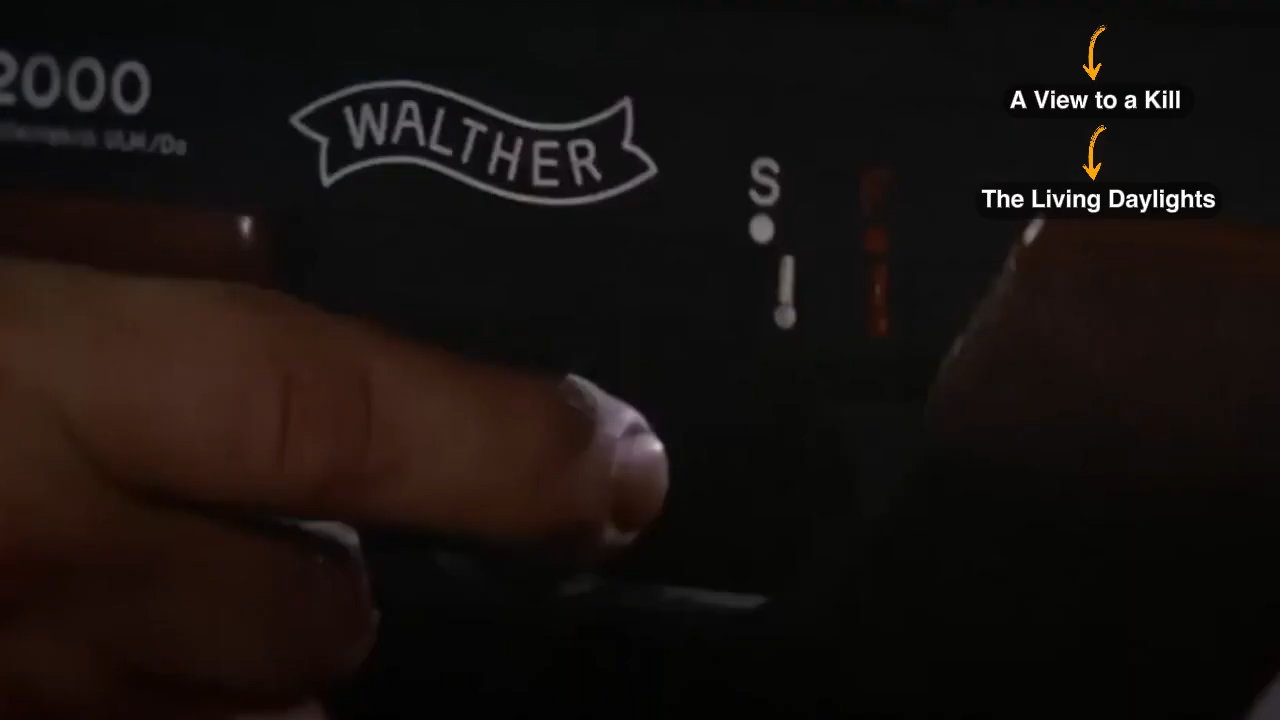 2000
WALTHER
S
F
A View to a Kill
The Living Daylights